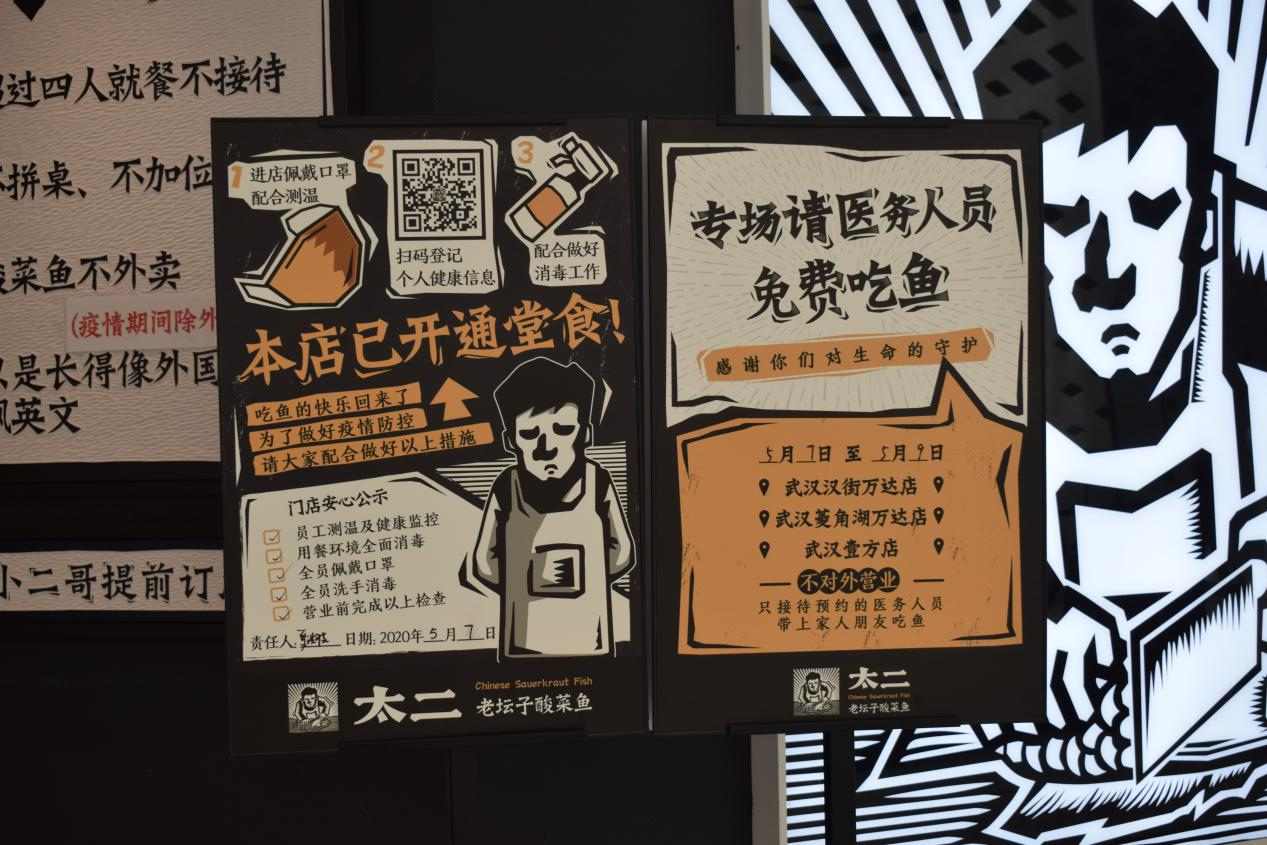 过四人就餐不接待
拼桌、不加位
菜鱼不外卖
(疫情期间除外
是长得像外国
英文
小二哥提前订
1
进店佩戴口罩
配合测温
2
扫码登记
个人健康信息
3
配合做好
消毒工作
本店已开通堂食!
吃鱼的快乐回来了
为了做好疫情防控
请大家配合做好以上措施
门店安心公示
员工测温及健康监控
用餐环境全面消毒
全员佩戴口罩
全员洗手消毒
营业前完成以上检查
责任人: 日期: 2020年5月7日
太二
Chinese Sauerkraut Fish
老坛子酸菜鱼
专场请医务人员
免费吃鱼
感谢你们对生命的守护
5月7日 至 5月9日
武汉汉街万达店
武汉菱角湖万达店
武汉壹方店
不对外营业
只接待预约的医务人员
带上家人朋友吃鱼
太二
Chinese Sauerkraut Fish
老坛子酸菜鱼